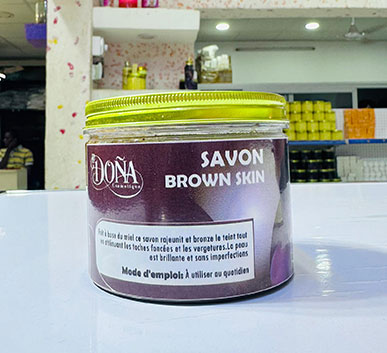 DOÑA
Cosmetique
SAVON
BROWN SKIN
à base du miel ce savon rajeunit et bronze le teint tout
atténuant les taches foncées et les vergetures.La peau
est brillante et sans imperfections
Mode d'emploi: À utiliser au quotidien